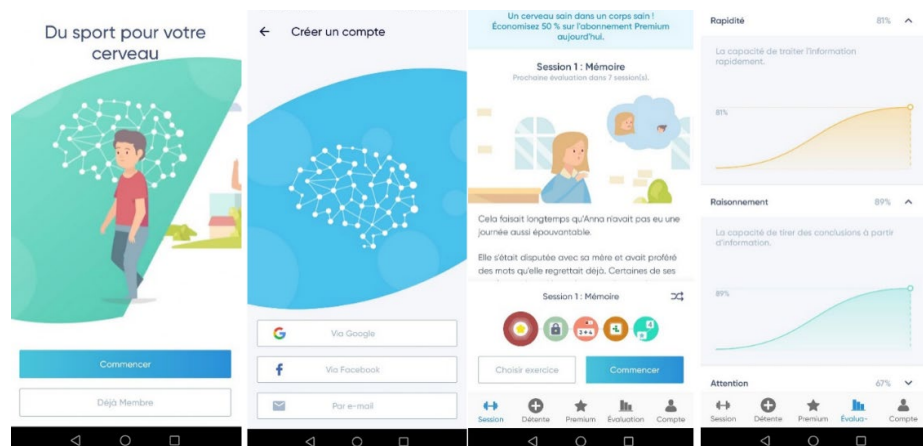 Du sport pour votre
cerveau
Commencer
Déjà Membre
Créer un compte
Via Google
Via Facebook
Par e-mail
Un cerveau sain dans un corps sain !
Économisez 50 % sur l'abonnement Premium
aujourd'hui.
Session 1 : Mémoire
Prochaine évaluation dans 7 session(s).
Cela faisait longtemps qu'Anna n'avait pas eu une
journée aussi épouvantable.
Elle s'était disputée avec sa mère et avait proféré
des mots qu'elle regrettait déjà. Certaines de ses
Session 1 : Mémoire
2+4
Choisir exercice
Commencer
Session
Détente
Premium
Évaluation
Compte
Rapidité 81%
La capacité de traiter l'information
rapidement.
81%
Raisonnement 89%
La capacité de tirer des conclusions à partir
d'information.
89%
Attention 67%
Session
Détente
Premium
Évalua-
Compte